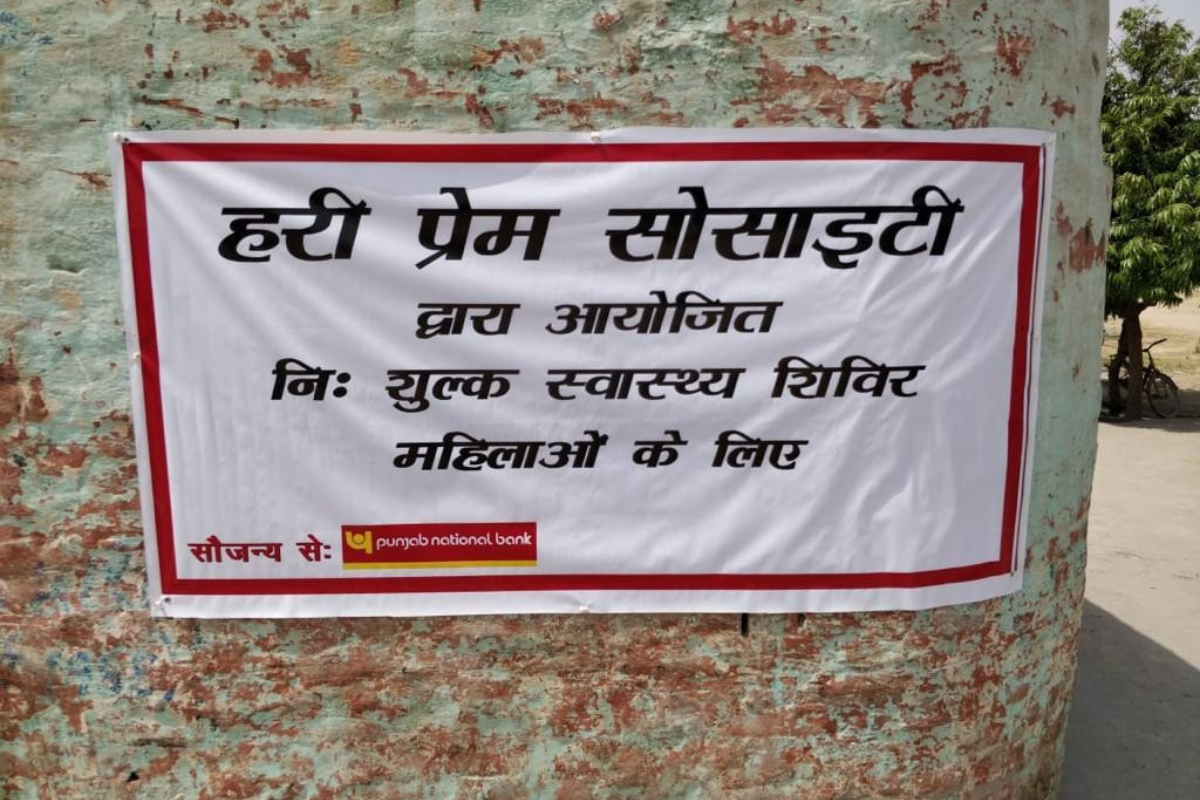 हरी प्रेम सोसाइटी
द्वारा आयोजित
निः शुल्क स्वास्थ्य शिविर
महिलाओं के लिए
सौजन्य से: punjab national bank